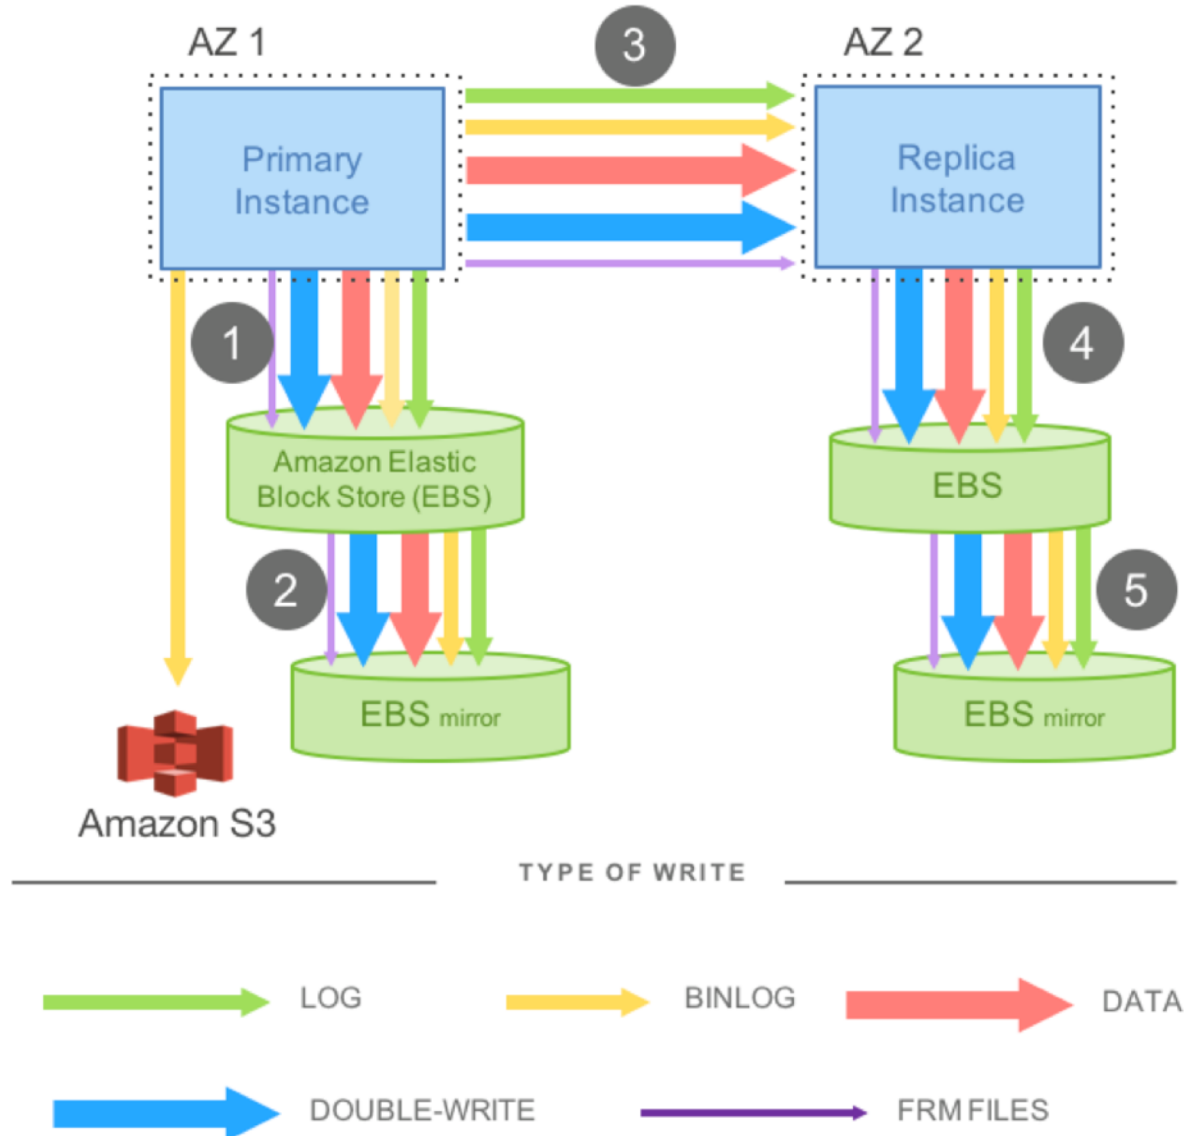 AZ 1
3
AZ 2
Primary
Instance
Replica
Instance
1
4
Amazon Elastic
Block Store (EBS)
EBS
2
5
EBS mirror
EBS mirror
Amazon S3
TYPE OF WRITE
LOG
BINLOG
DATA
DOUBLE-WRITE
FRM FILES